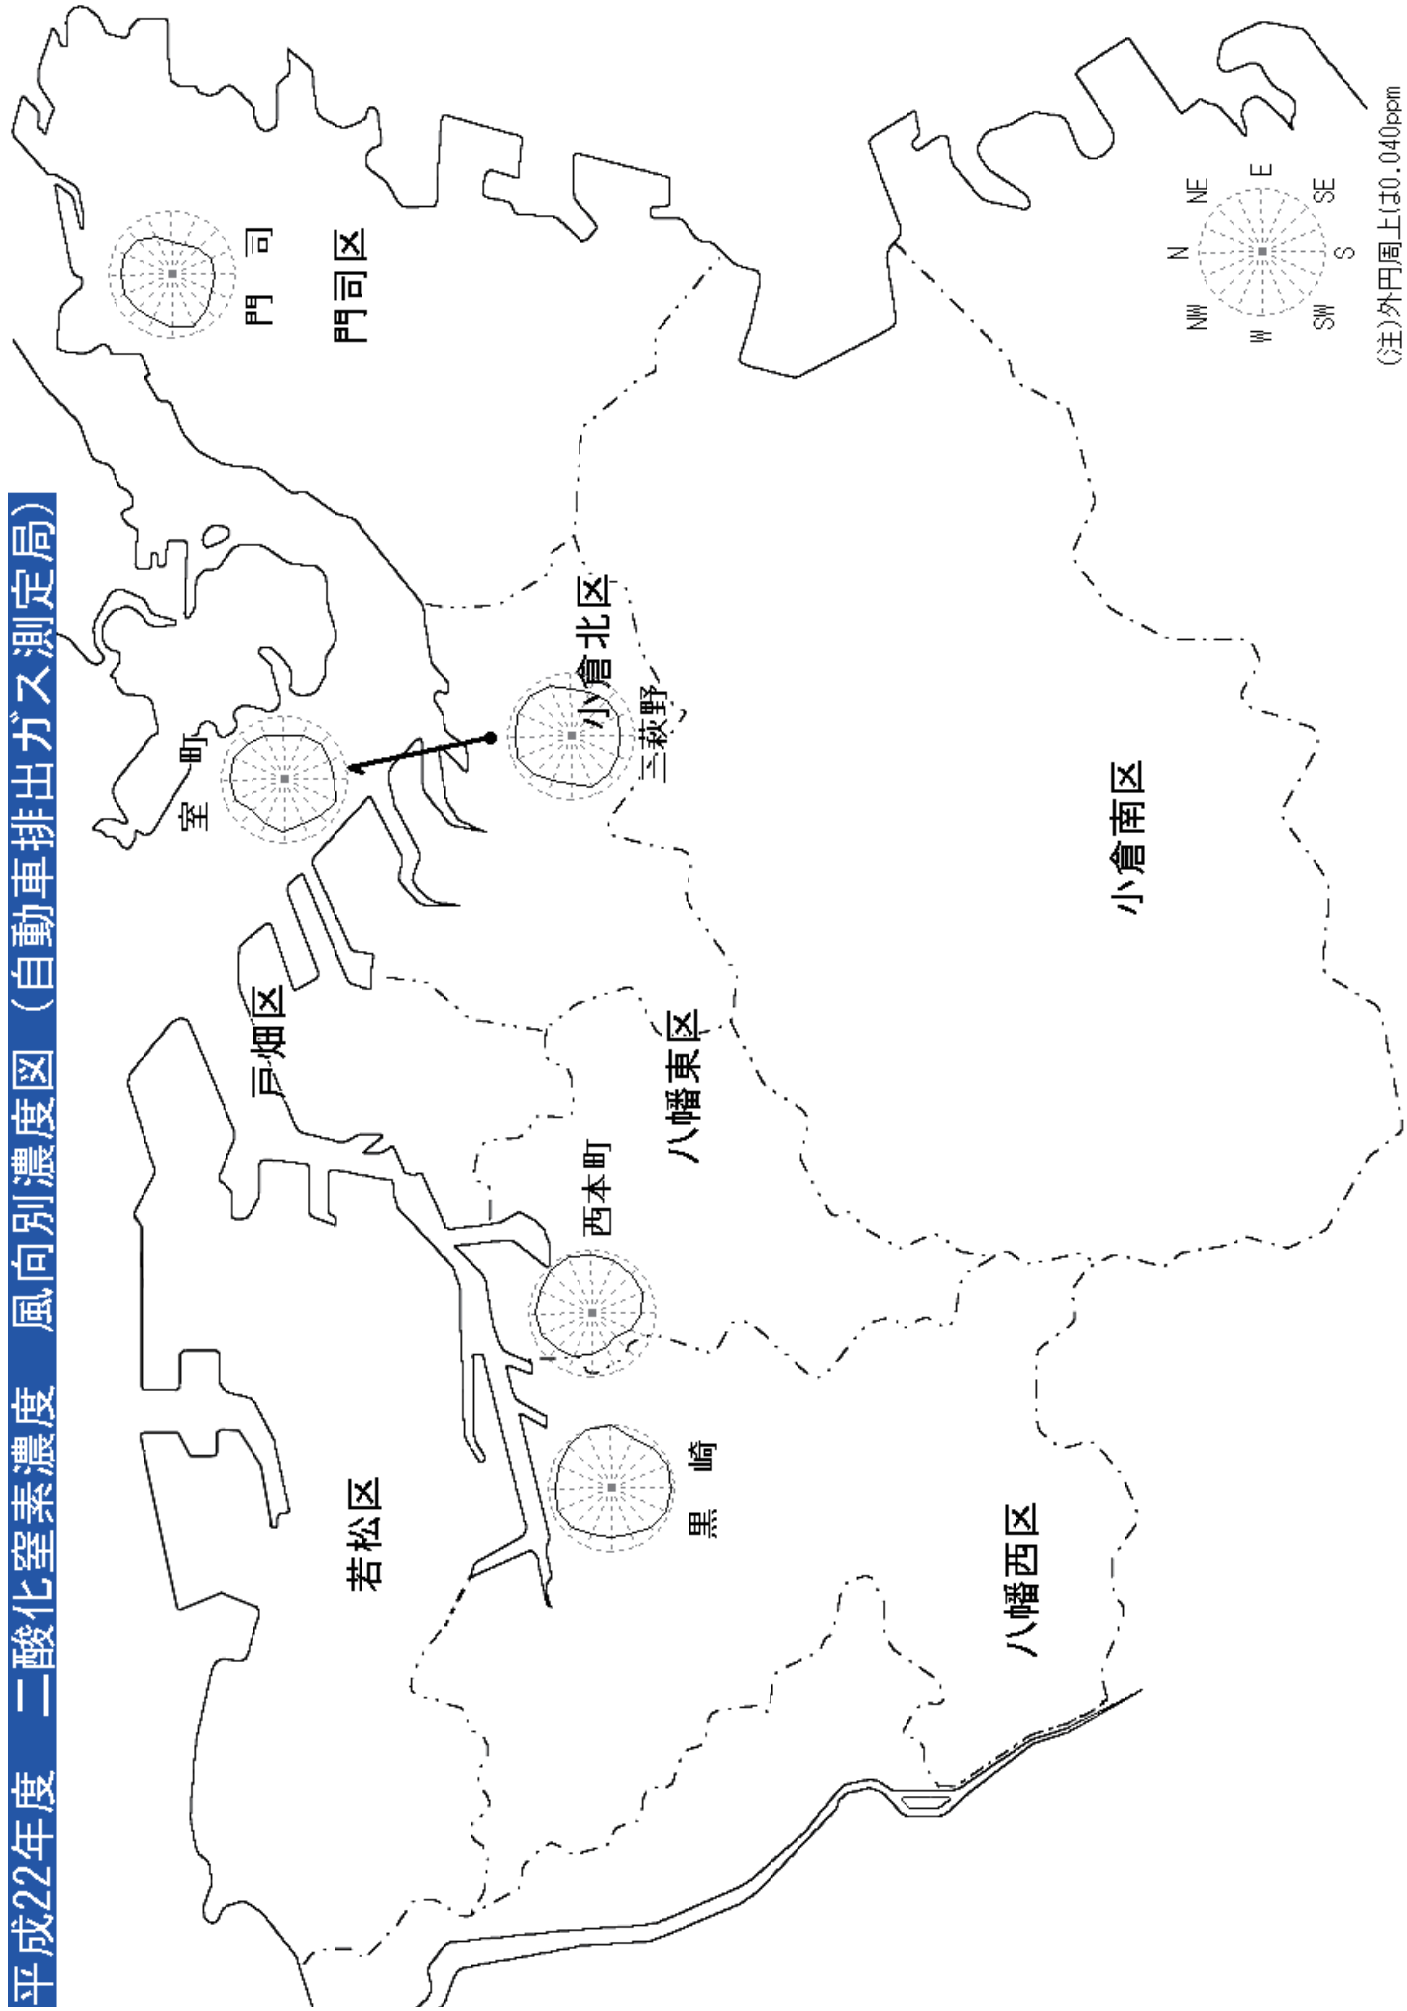 平成22年度　二酸化窒素濃度　風向別濃度図　（自動車排出ガス測定局）
門司
門司区
室町
小倉北区
三萩野
戸畑区
若松区
八幡東区
西本町
黒崎
小倉南区
八幡西区
N
NE
E
SE
S
SW
W
NW
(注)外円周上は0.040ppm